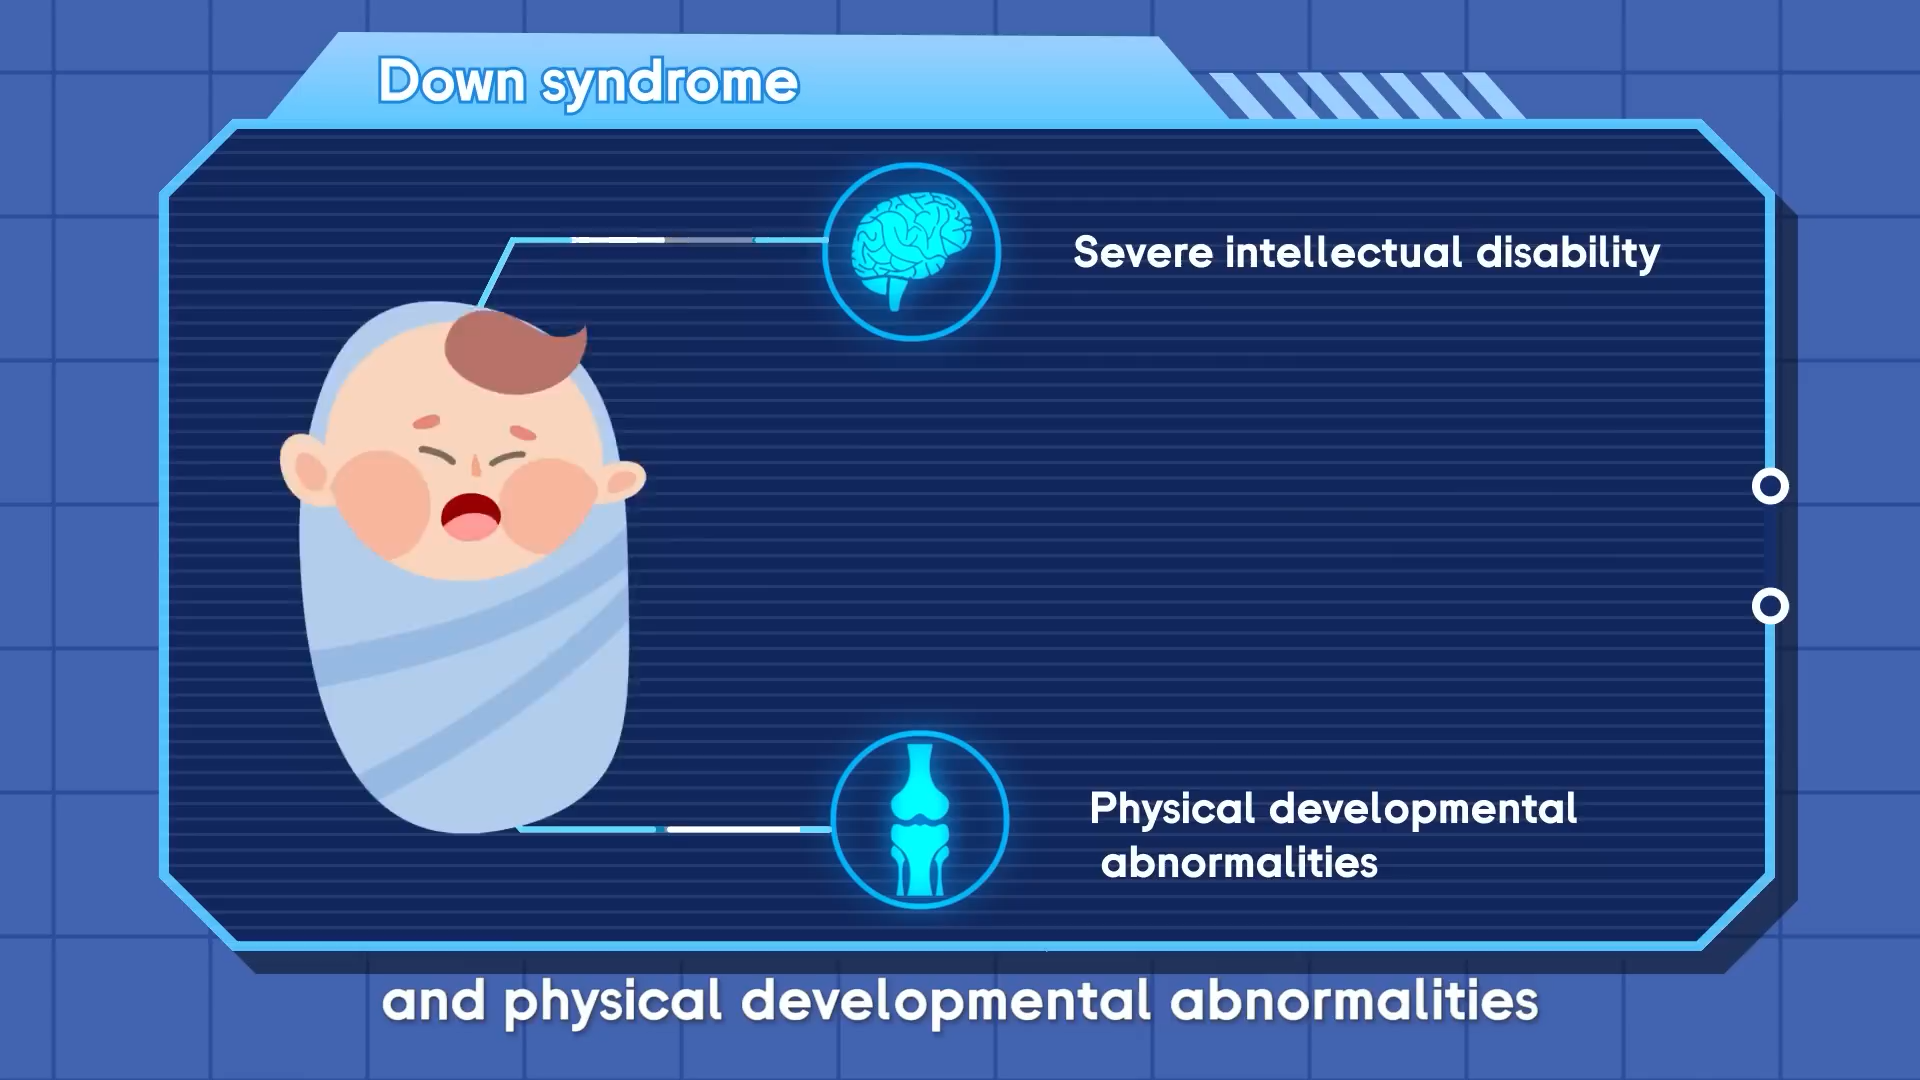 Down syndrome
Severe intellectual disability
Physical developmental
abnormalities
and physical developmental abnormalities